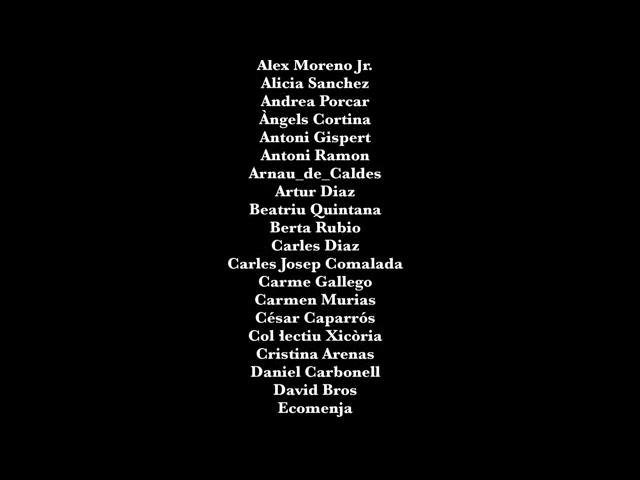 Alex Moreno Jr.
Alicia Sanchez
Andrea Porcar
Àngels Cortina
Antoni Gispert
Antoni Ramon
Arnau_de_Caldes
Artur Diaz
Beatriu Quintana
Berta Rubio
Carles Diaz
Carles Josep Comalada
Carme Gallego
Carmen Murias
César Caparrós
Col łectiu Xicòria
Cristina Arenas
Daniel Carbonell
David Bros
Ecomenja